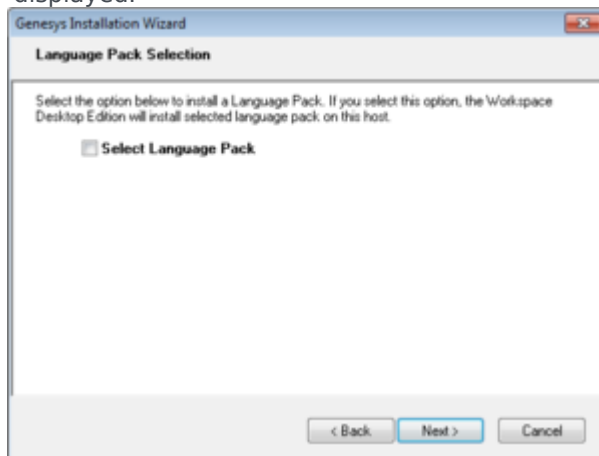 displayed.
Genesys Installation Wizard
Language Pack Selection
Select the option below to install a Language Pack. If you select this option, the Workspace
Desktop Edition will install selected language pack on this host.
Select Language Pack
< Back Next > Cancel